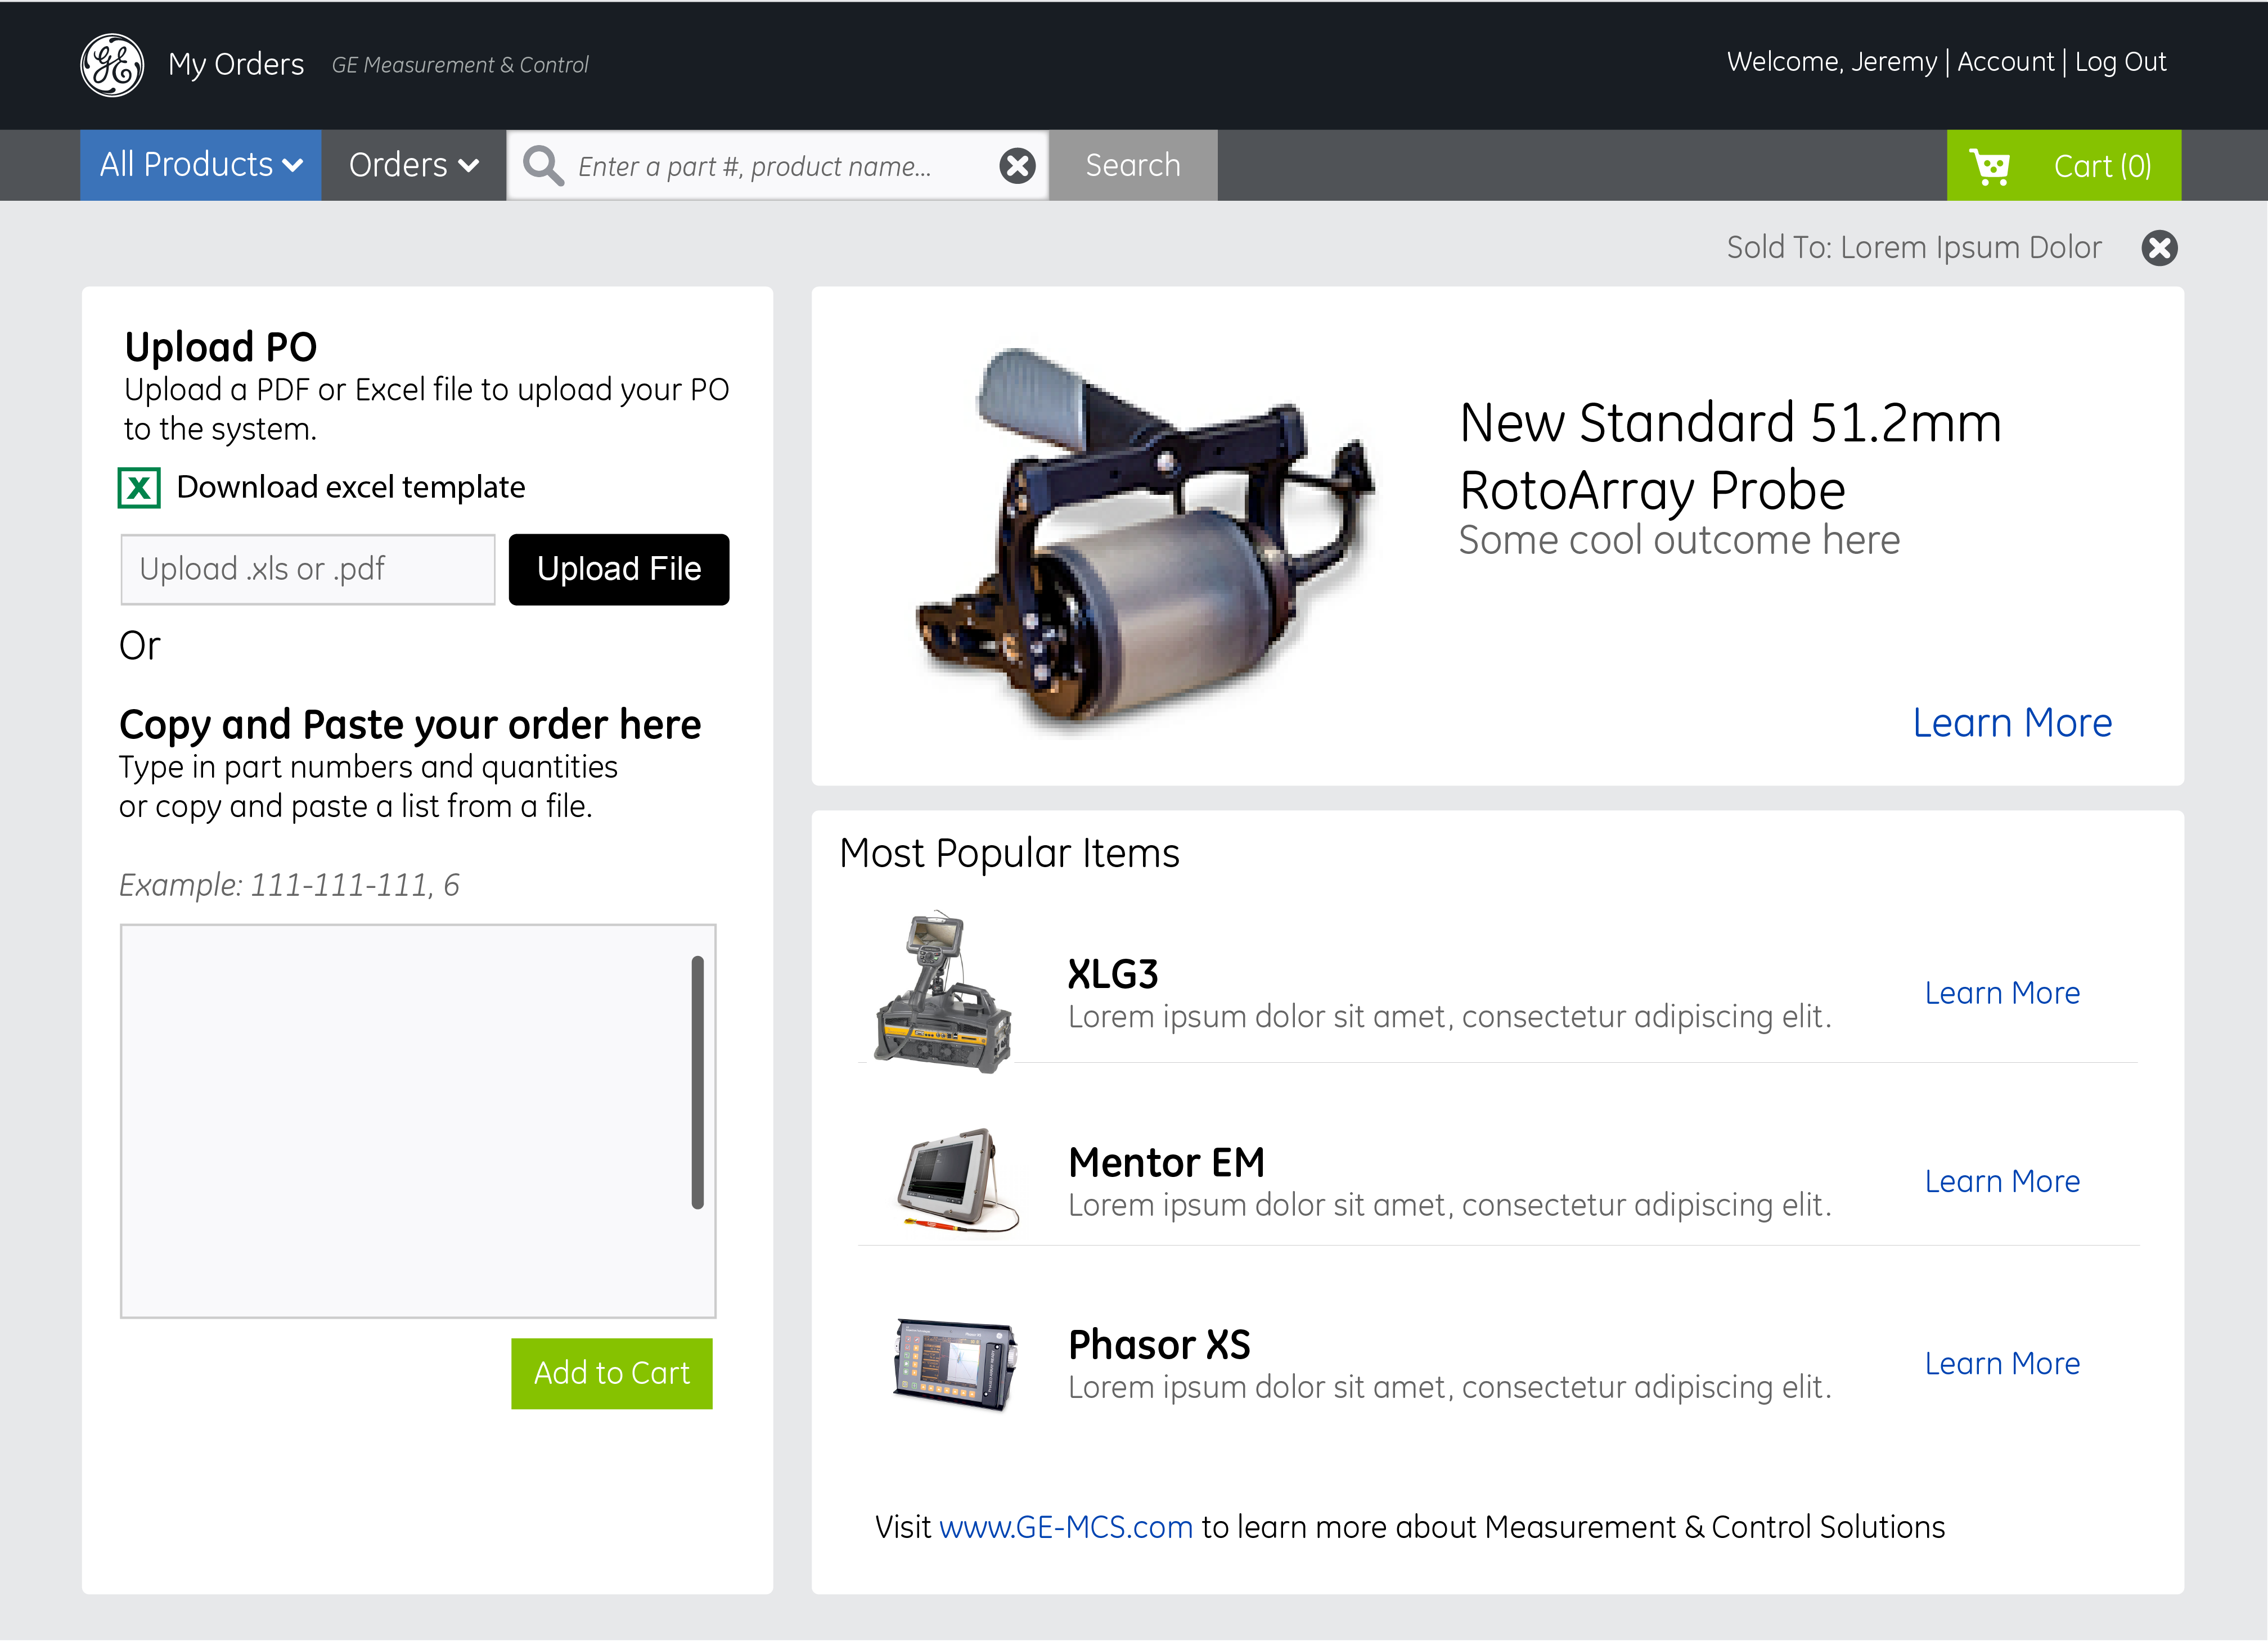 GE
My Orders
GE Measurement & Control
Welcome, Jeremy | Account | Log Out
All Products
Orders
Enter a part #, product name...
Search
Cart (0)
Sold To: Lorem Ipsum Dolor
Upload PO
Upload a PDF or Excel file to upload your PO
to the system.
X Download excel template
Upload .xls or .pdf
Upload File
Or
Copy and Paste your order here
Type in part numbers and quantities
or copy and paste a list from a file.
Example: 111-111-111, 6
Add to Cart
New Standard 51.2mm
RotoArray Probe
Some cool outcome here
Learn More
Most Popular Items
XLG3
Lorem ipsum dolor sit amet, consectetur adipiscing elit.
Learn More
Mentor EM
Lorem ipsum dolor sit amet, consectetur adipiscing elit.
Learn More
Phasor XS
Lorem ipsum dolor sit amet, consectetur adipiscing elit.
Learn More
Visit www.GE-MCS.com to learn more about Measurement & Control Solutions